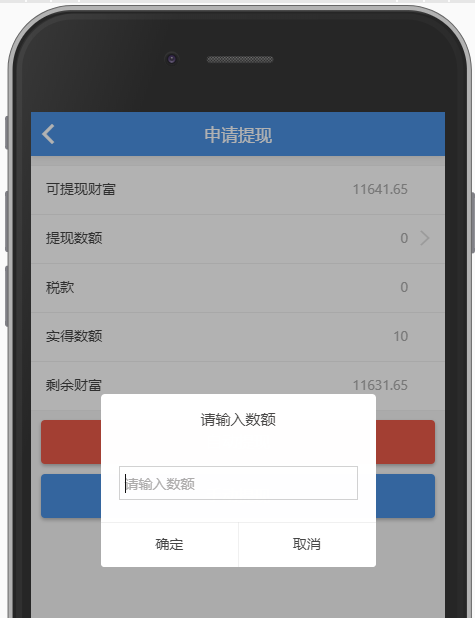 申请提现
可提现财富 11641.65
提现数额 0
税款 0
实得数额 10
剩余财富 11631.65
请输入数额
请输入数额
确定 取消